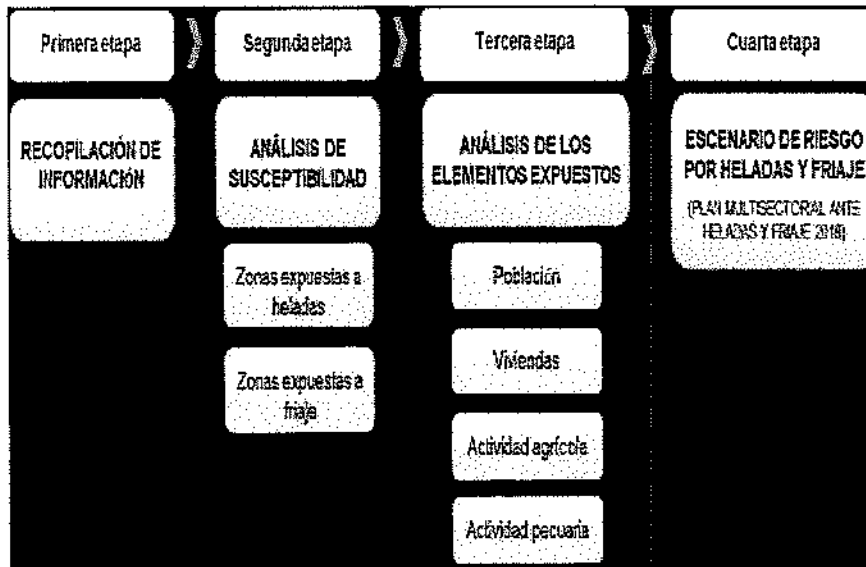 Primera etapa
Segunda etapa
Tercera etapa
Cuarta etapa
RECOPILACIÓN DE
INFORMACIÓN
ANÁLISIS DE
SUSCEPTIBILIDAD
Zonas expuestas a
heladas
Zonas expuestas a
friaje
ANÁLISIS DE LOS
ELEMENTOS EXPUESTOS
Población
Viviendas
Actividad agrícola
Actividad pecuaria
ESCENARIO DE RIESGO
POR HELADAS Y FRIAJE
(PLAN MULTISECTORAL ANTE
HELADAS Y FRIAJE